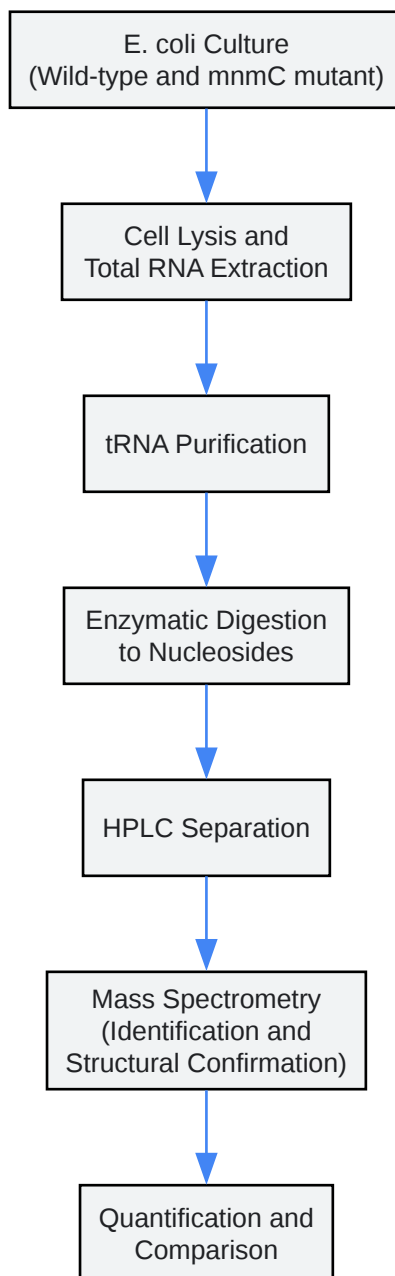 E. coli Culture
(Wild-type and mnmC mutant)
Cell Lysis and
Total RNA Extraction
tRNA Purification
Enzymatic Digestion
to Nucleosides
HPLC Separation
Mass Spectrometry
(Identification and
Structural Confirmation)
Quantification and
Comparison